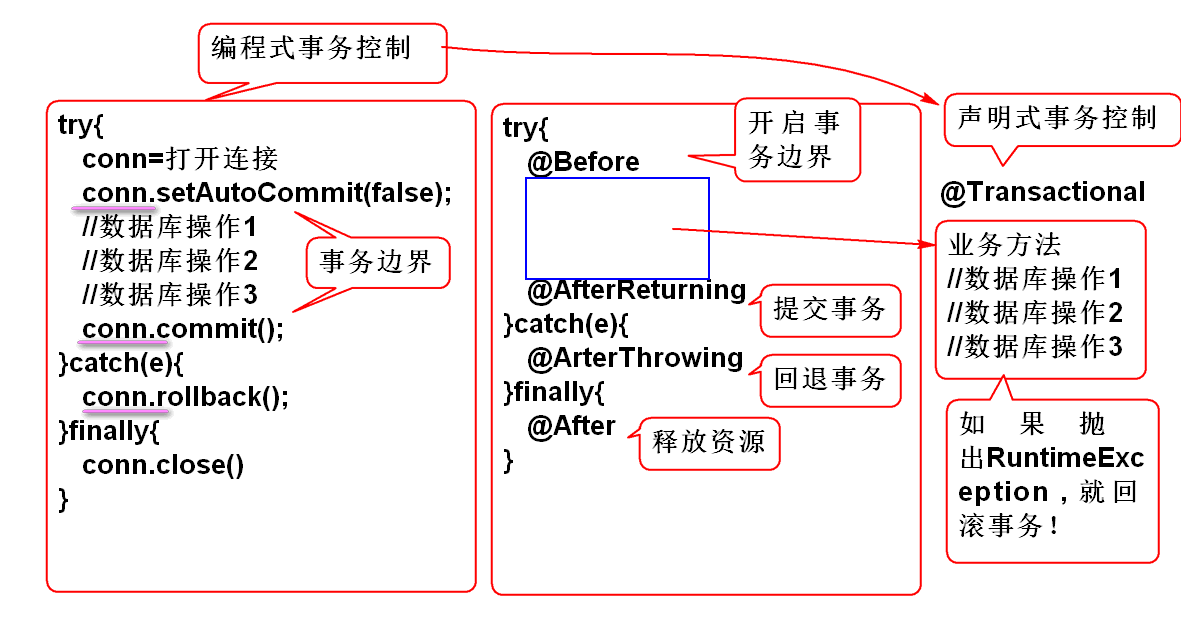 编程式事务控制
try{
conn=打开连接
conn.setAutoCommit(false);
//数据库操作1
//数据库操作2
//数据库操作3
conn.commit();
}catch(e){
conn.rollback();
}finally{
conn.close()
}
事务边界
try{
@Before
@AfterReturning
}catch(e){
@ArterThrowing
}finally{
@After
}
开启事
务边界
提交事务
回退事务
释放资源
声明式事务控制
@Transactional
业务方法
//数据库操作1
//数据库操作2
//数据库操作3
如果抛
出RuntimeExc
eption，就回
滚事务！